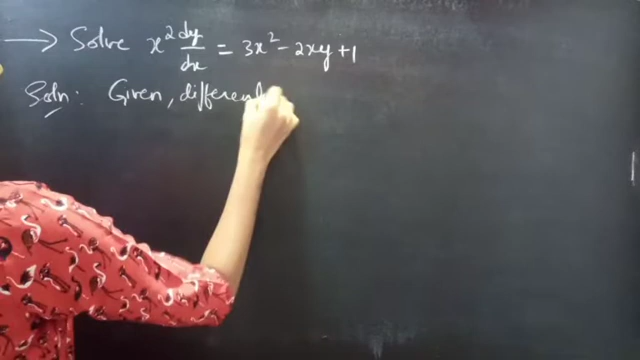 → Solve x² dy/dx = 3x² - 2xy + 1
Soln: Given, different